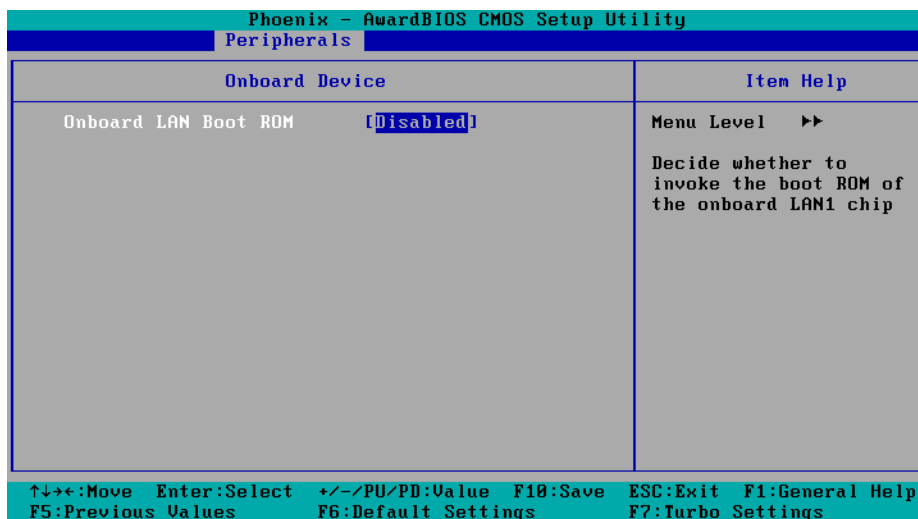 Phoenix - AwardBIOS CMOS Setup Utility
Peripherals
Onboard Device
Item Help
Onboard LAN Boot ROM [Disabled]
Menu Level ▸▸
Decide whether to
invoke the boot ROM of
the onboard LAN1 chip
↑↓→←:Move Enter:Select +/-/PU/PD:Value F10:Save ESC:Exit F1:General Help
F5:Previous Values F6:Default Settings F7:Turbo Settings